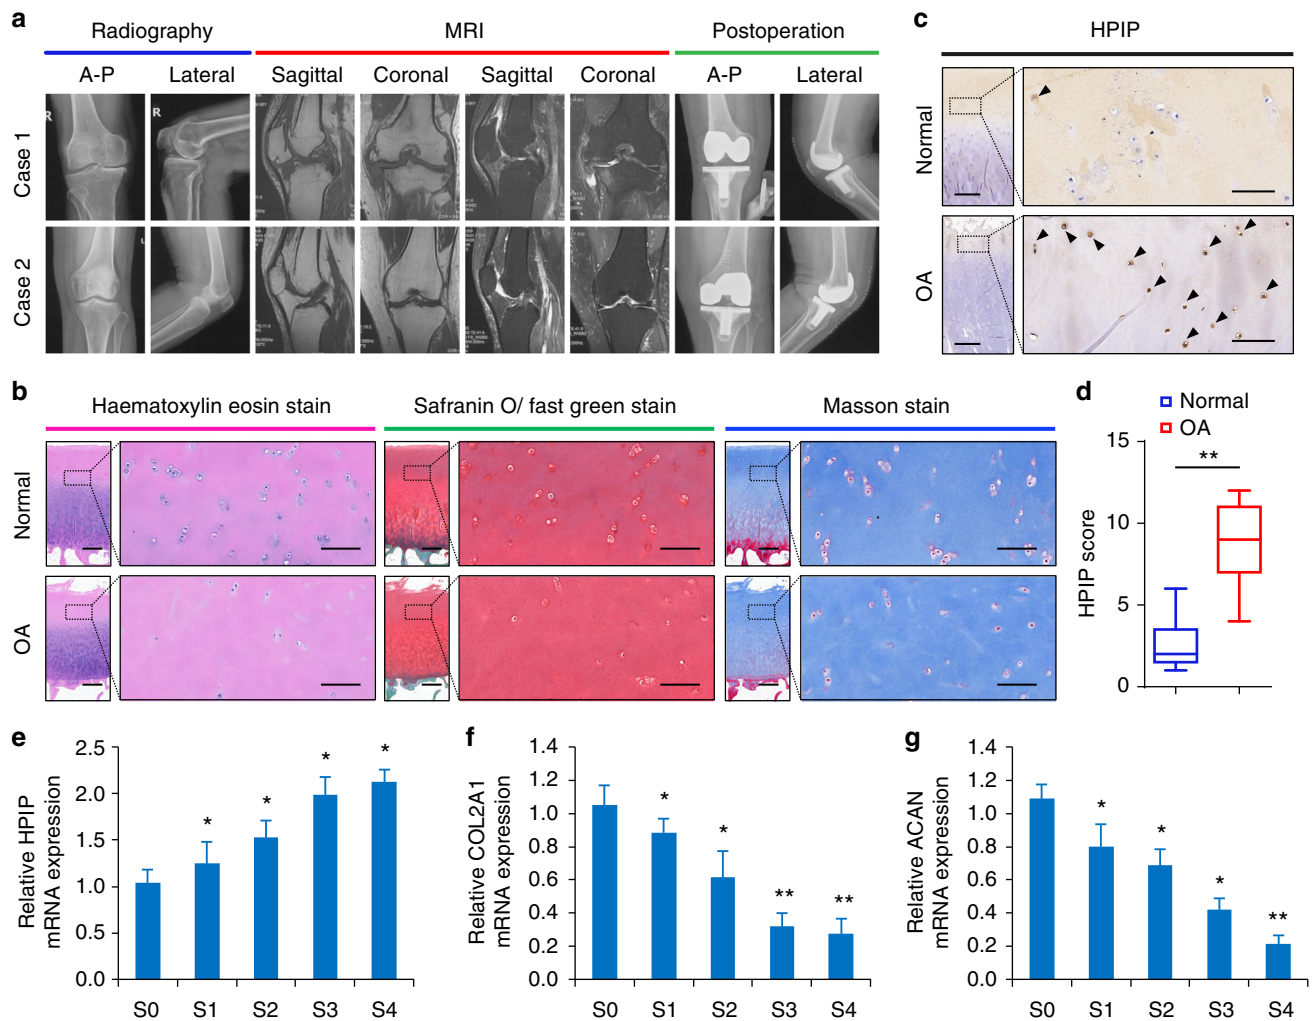 a
Radiography
MRI
Postoperation
A-P
Lateral
Sagittal
Coronal
Sagittal
Coronal
A-P
Lateral
Case 1
R
R
Case 2
c
HPIP
Normal
OA
b
Haematoxylin eosin stain
Safranin O/ fast green stain
Masson stain
Normal
OA
d
Normal
OA
HPIP score
15
10
5
0
**
e
Relative HPIP
mRNA expression
2.5
2.0
1.5
1.0
0.5
0.0
*
*
*
*
S0 S1 S2 S3 S4
f
Relative COL2A1
mRNA expression
1.4
1.2
1.0
0.8
0.6
0.4
0.2
0.0
*
*
**
**
S0 S1 S2 S3 S4
g
Relative ACAN
mRNA expression
1.4
1.2
1.0
0.8
0.6
0.4
0.2
0.0
*
*
*
**
S0 S1 S2 S3 S4